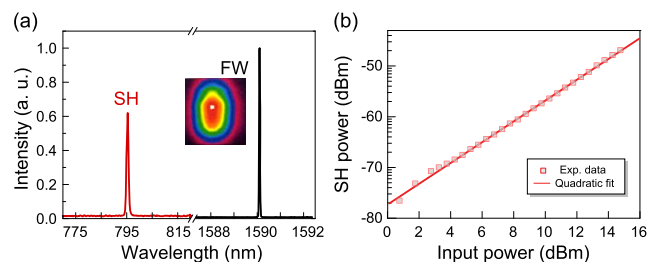 (a)
Intensity (a. u.)
1.0
0.8
0.6
0.4
0.2
0.0
SH
FW
775 795 815 1588 1590 1592
Wavelength (nm)
(b)
SH power (dBm)
-50
-60
-70
-80
Exp. data
Quadratic fit
0 2 4 6 8 10 12 14 16
Input power (dBm)